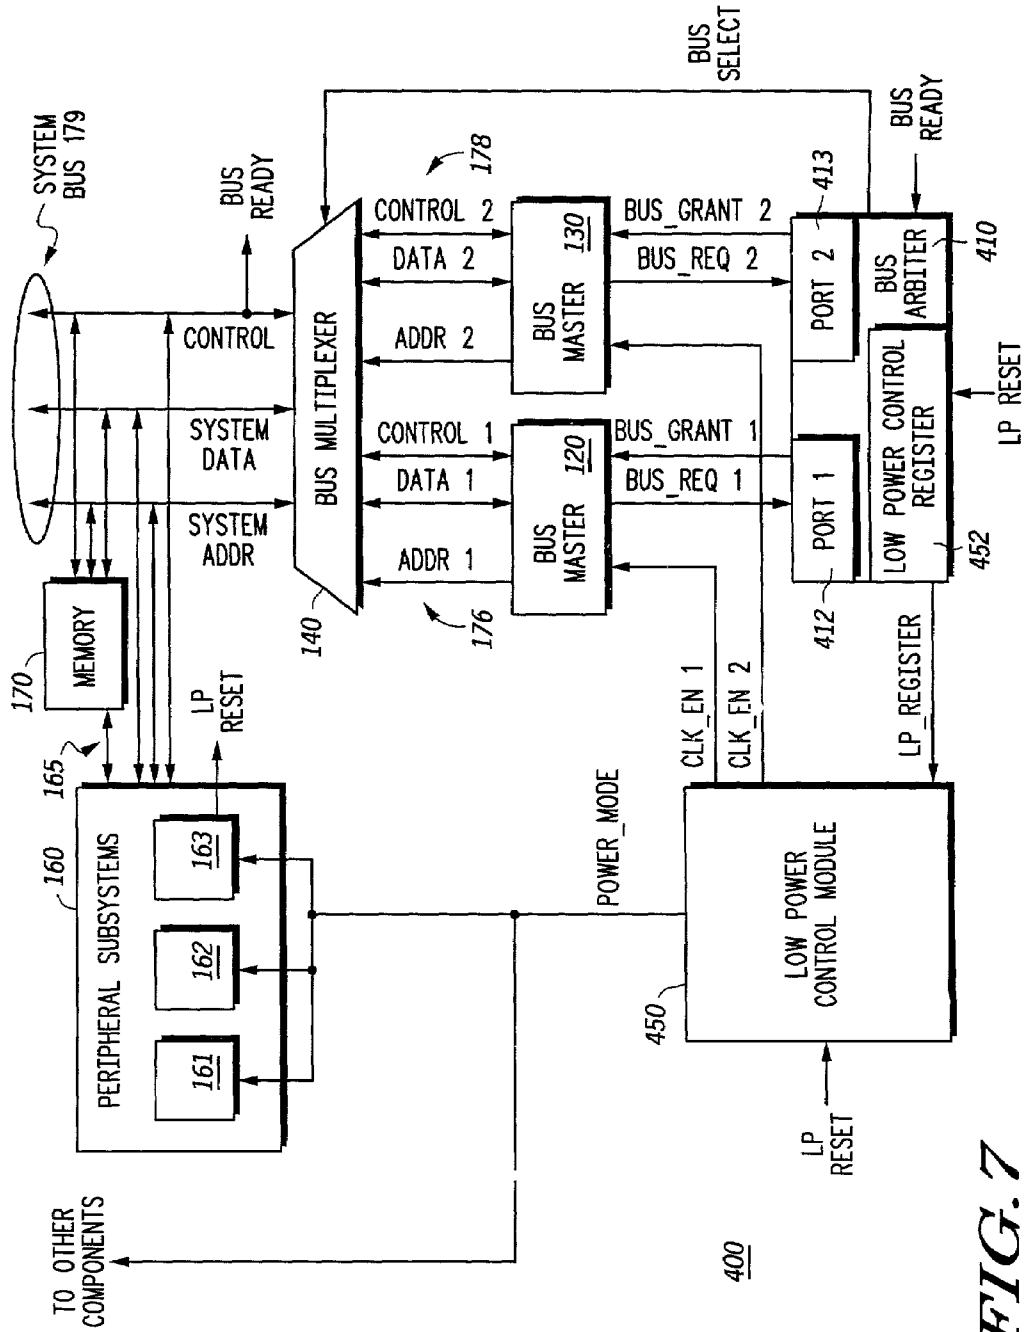 TO OTHER
COMPONENTS
160
PERIPHERAL SUBSYSTEMS
161
162
163
LP
RESET
165
170
MEMORY
SYSTEM
BUS 179
SYSTEM
ADDR
SYSTEM
DATA
CONTROL
BUS
READY
140
BUS MULTIPLEXER
176
ADDR 1
DATA 1
CONTROL 1
ADDR 2
DATA 2
CONTROL 2
178
BUS
SELECT
BUS
MASTER
120
BUS
MASTER
130
POWER_MODE
CLK_EN 1
CLK_EN 2
BUS_REQ 1
BUS_GRANT 1
BUS_REQ 2
BUS_GRANT 2
450
LOW POWER
CONTROL MODULE
LP
RESET
LP_REGISTER
412
PORT 1
PORT 2
413
LOW POWER CONTROL
REGISTER
452
BUS
ARBITER
410
BUS
READY
LP RESET
400
FIG.7